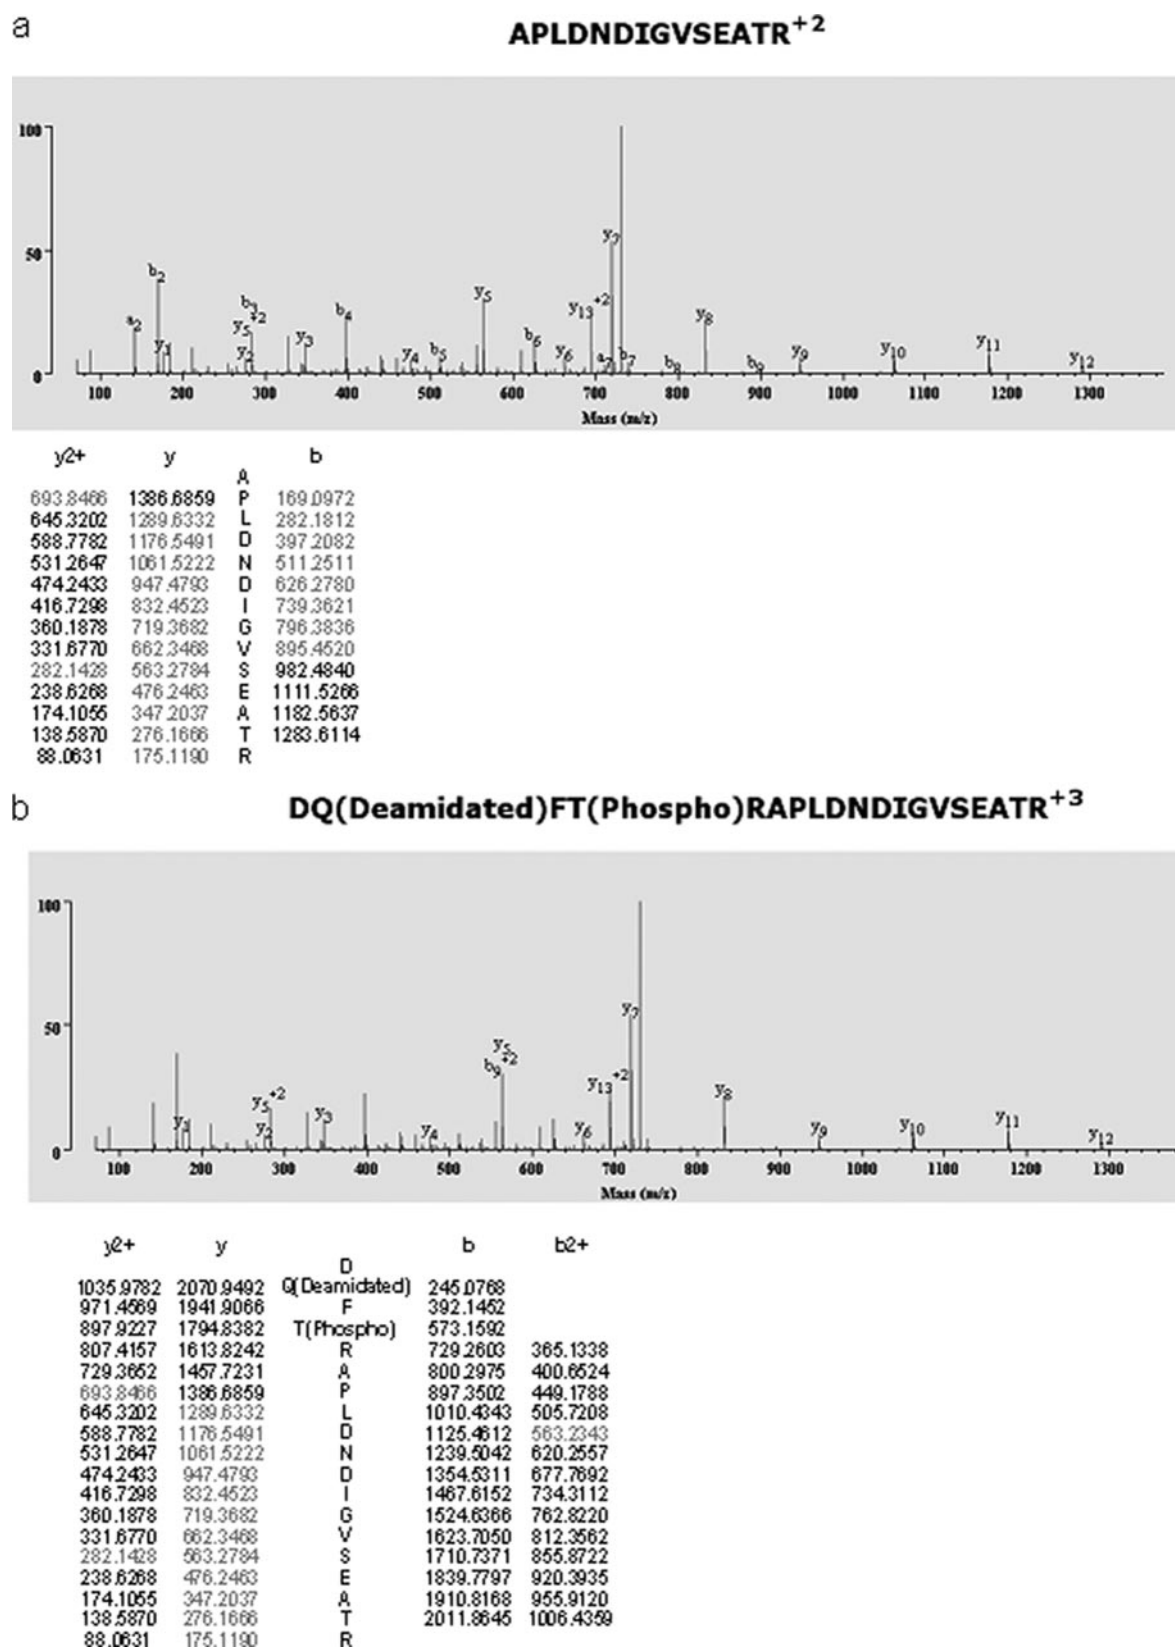 a
APLDNDIGVSEATR+2
100
50
0
a2
b2
y1
b3
+2
y5
y2
y3
b4
y4
b5
y5
b6
y6
y13 +2
a7
y7
b7
b8
y8
b9
y9
y10
y11
y12
100 200 300 400 500 600 700 800 900 1000 1100 1200 1300
Mass (m/z)
y2+ y b
A
693.8466 1386.6859 P 169.0972
645.3202 1289.6332 L 282.1812
588.7782 1176.5491 D 397.2082
531.2647 1061.5222 N 511.2511
474.2433 947.4793 D 626.2780
416.7298 832.4523 I 739.3621
360.1878 719.3682 G 796.3836
331.6770 662.3468 V 895.4520
282.1428 563.2784 S 982.4840
238.6268 476.2463 E 1111.5266
174.1055 347.2037 A 1182.5637
138.5870 276.1666 T 1283.6114
88.0631 175.1190 R
b
DQ(Deamidated)FT(Phospho)RAPLDNDIGVSEATR+3
100
50
0
y1
y5 +2
y2
y3
y4
y5
b9 +2
y6
y13 +2
y7
y8
y9
y10
y11
y12
100 200 300 400 500 600 700 800 900 1000 1100 1200 1300
Mass (m/z)
y2+ y b b2+
D
1035.9782 2070.9492 Q(Deamidated) 245.0768
971.4569 1941.9066 F 392.1452
897.9227 1794.8382 T(Phospho) 573.1592
807.4157 1613.8242 R 729.2603 365.1338
729.3652 1457.7231 A 800.2975 400.6524
693.8466 1386.6859 P 897.3502 449.1788
645.3202 1289.6332 L 1010.4343 505.7208
588.7782 1176.5491 D 1125.4612 563.2343
531.2647 1061.5222 N 1239.5042 620.2557
474.2433 947.4793 D 1354.5311 677.7692
416.7298 832.4523 I 1467.6152 734.3112
360.1878 719.3682 G 1524.6366 762.8220
331.6770 662.3468 V 1623.7050 812.3562
282.1428 563.2784 S 1710.7371 855.8722
238.6268 476.2463 E 1839.7797 920.3935
174.1055 347.2037 A 1910.8168 955.9120
138.5870 276.1666 T 2011.8645 1006.4359
88.0631 175.1190 R